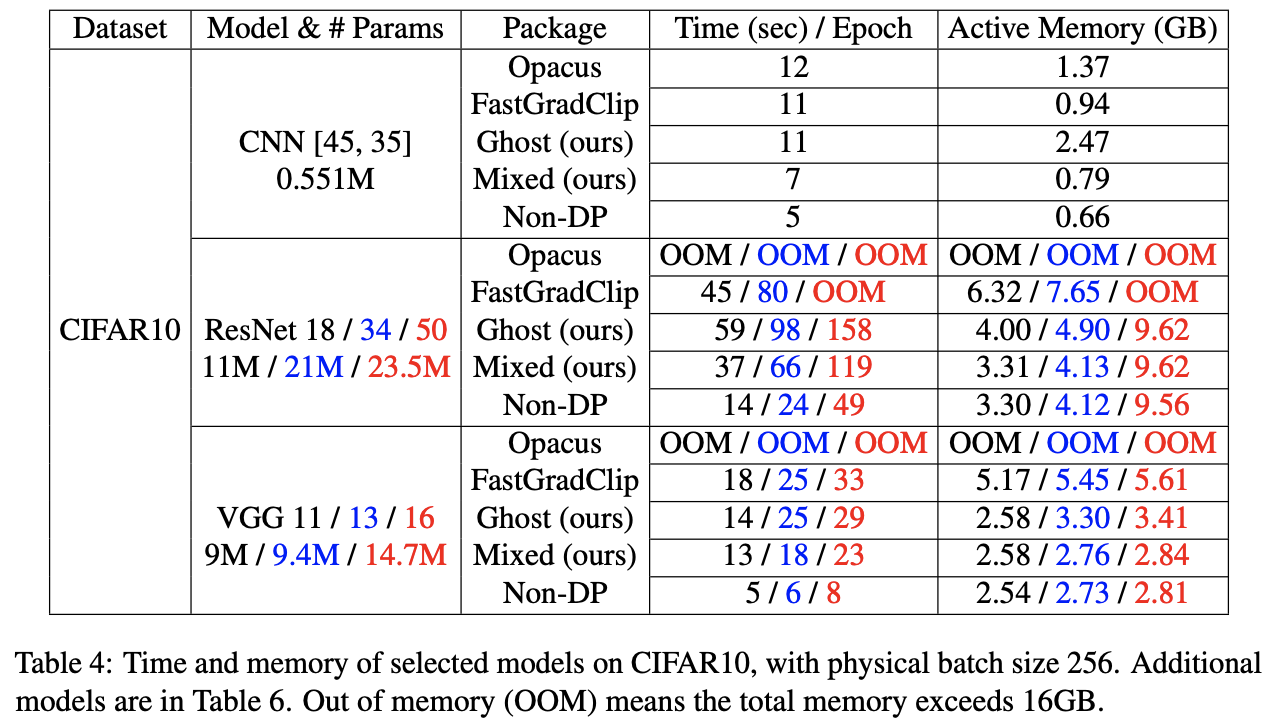 Dataset Model & # Params Package Time (sec) / Epoch Active Memory (GB)
Opacus 12 1.37
FastGradClip 11 0.94
CNN [45, 35] Ghost (ours) 11 2.47
0.551M Mixed (ours) 7 0.79
Non-DP 5 0.66
Opacus OOM / OOM / OOM OOM / OOM / OOM
FastGradClip 45 / 80 / OOM 6.32 / 7.65 / OOM
CIFAR10 ResNet 18 / 34 / 50 Ghost (ours) 59 / 98 / 158 4.00 / 4.90 / 9.62
11M / 21M / 23.5M Mixed (ours) 37 / 66 / 119 3.31 / 4.13 / 9.62
Non-DP 14 / 24 / 49 3.30 / 4.12 / 9.56
Opacus OOM / OOM / OOM OOM / OOM / OOM
FastGradClip 18 / 25 / 33 5.17 / 5.45 / 5.61
VGG 11 / 13 / 16 Ghost (ours) 14 / 25 / 29 2.58 / 3.30 / 3.41
9M / 9.4M / 14.7M Mixed (ours) 13 / 18 / 23 2.58 / 2.76 / 2.84
Non-DP 5 / 6 / 8 2.54 / 2.73 / 2.81
Table 4: Time and memory of selected models on CIFAR10, with physical batch size 256. Additional
models are in Table 6. Out of memory (OOM) means the total memory exceeds 16GB.